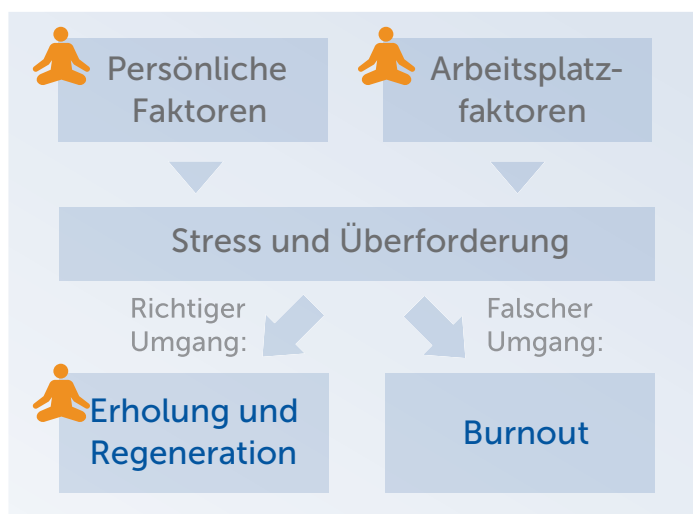 Persönliche
Faktoren
Arbeitsplatz-
faktoren
Stress und Überforderung
Richtiger
Umgang:
Falscher
Umgang:
Erholung und
Regeneration
Burnout